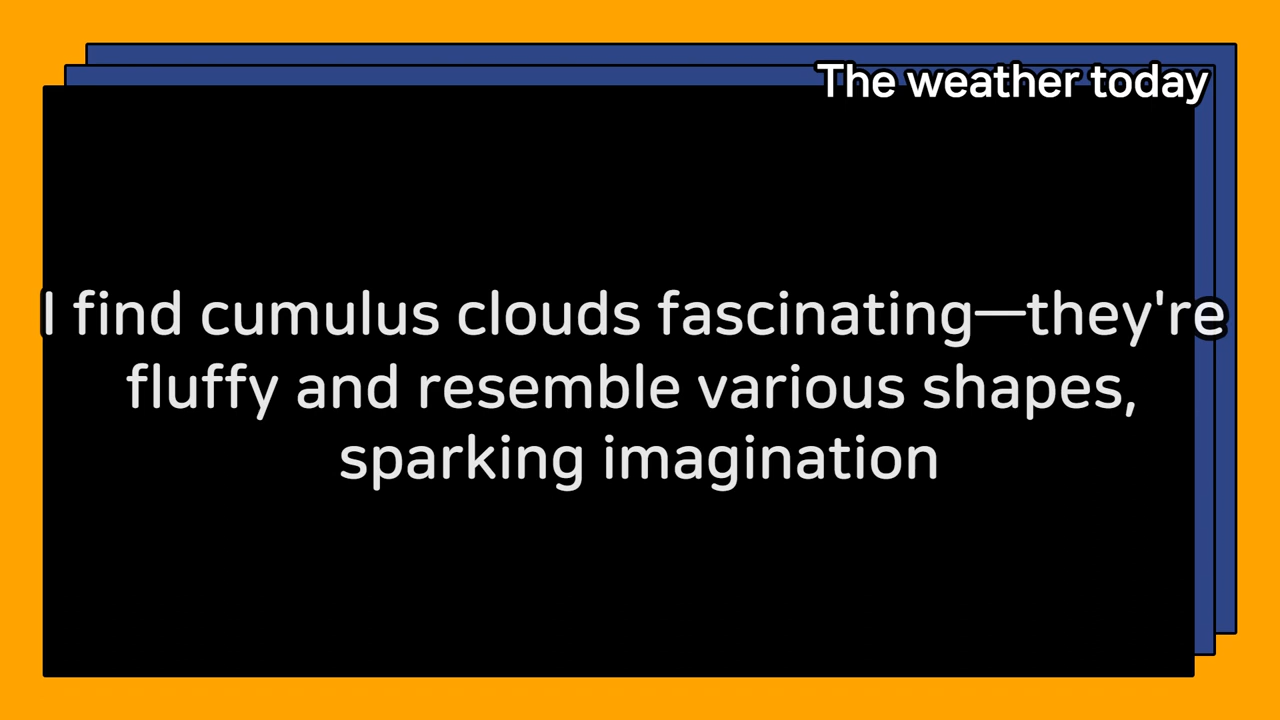 The weather today
I find cumulus clouds fascinating—they're
fluffy and resemble various shapes,
sparking imagination